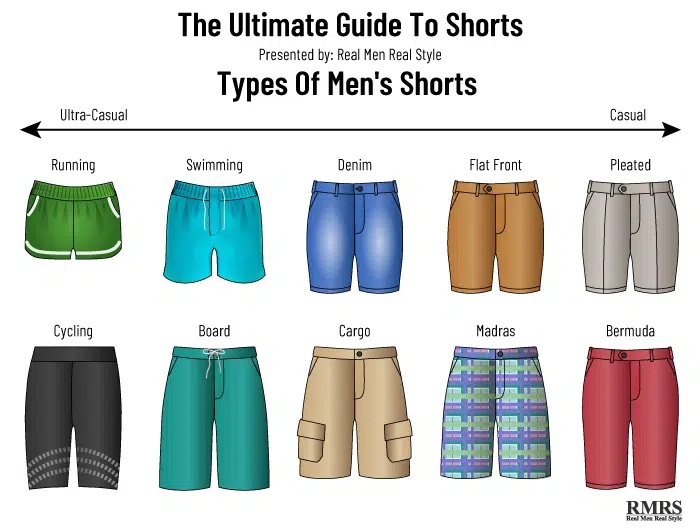 The Ultimate Guide To Shorts
Presented by: Real Men Real Style
Types Of Men's Shorts
Ultra-Casual
Casual
Running
Swimming
Denim
Flat Front
Pleated
Cycling
Board
Cargo
Madras
Bermuda
RMRS
Real Men Real Style